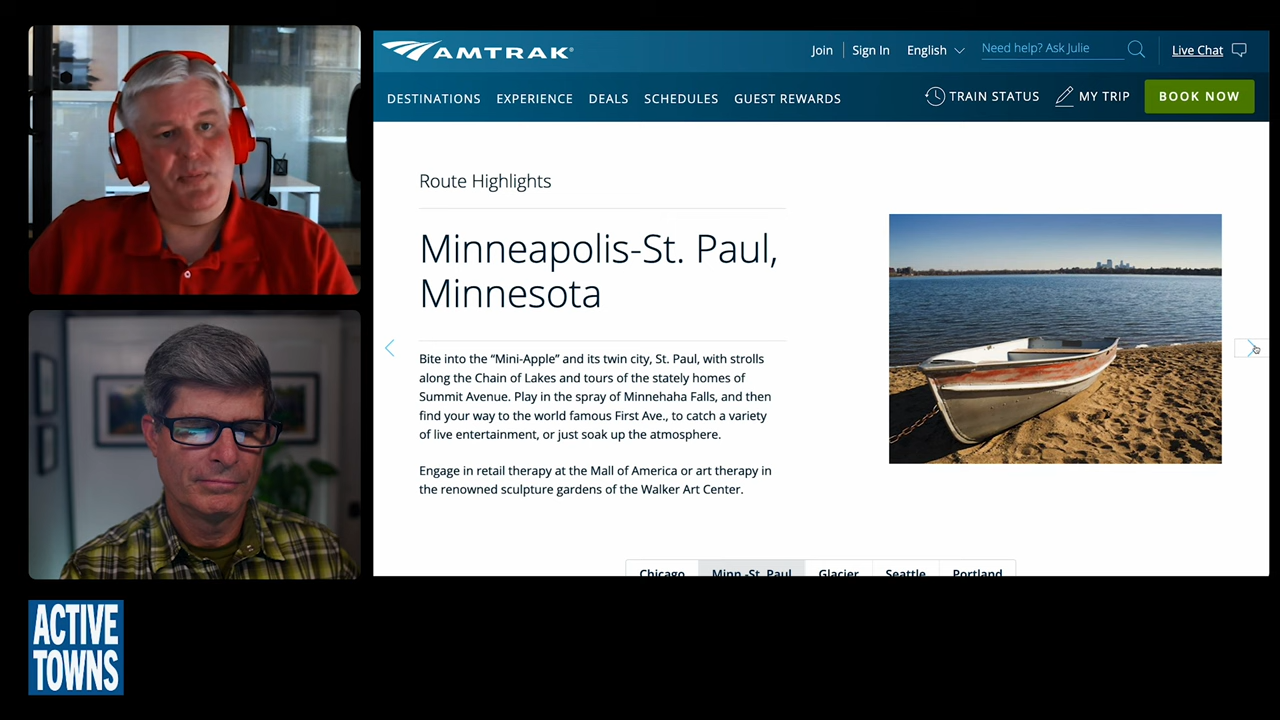 AMTRAK
Join
Sign In
English
Need help? Ask Julie
Live Chat
DESTINATIONS
EXPERIENCE
DEALS
SCHEDULES
GUEST REWARDS
TRAIN STATUS
MY TRIP
BOOK NOW
Route Highlights
Minneapolis-St. Paul,
Minnesota
Bite into the “Mini-Apple” and its twin city, St. Paul, with strolls
along the Chain of Lakes and tours of the stately homes of
Summit Avenue. Play in the spray of Minnehaha Falls, and then
find your way to the world famous First Ave., to catch a variety
of live entertainment, or just soak up the atmosphere.
Engage in retail therapy at the Mall of America or art therapy in
the renowned sculpture gardens of the Walker Art Center.
Chicago
Minn.-St. Paul
Glacier
Seattle
Portland
ACTIVE
TOWNS